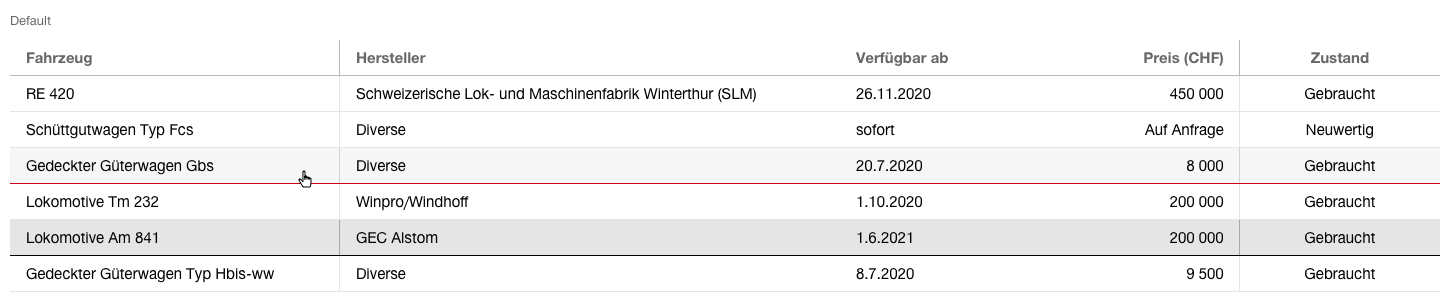 Default
Fahrzeug Hersteller Verfügbar ab Preis (CHF) Zustand
RE 420 Schweizerische Lok- und Maschinenfabrik Winterthur (SLM) 26.11.2020 450 000 Gebraucht
Schüttgutwagen Typ Fcs Diverse sofort Auf Anfrage Neuwertig
Gedeckter Güterwagen Gbs Diverse 20.7.2020 8 000 Gebraucht
Lokomotive Tm 232 Winpro/Windhoff 1.10.2020 200 000 Gebraucht
Lokomotive Am 841 GEC Alstom 1.6.2021 200 000 Gebraucht
Gedeckter Güterwagen Typ Hbis-ww Diverse 8.7.2020 9 500 Gebraucht